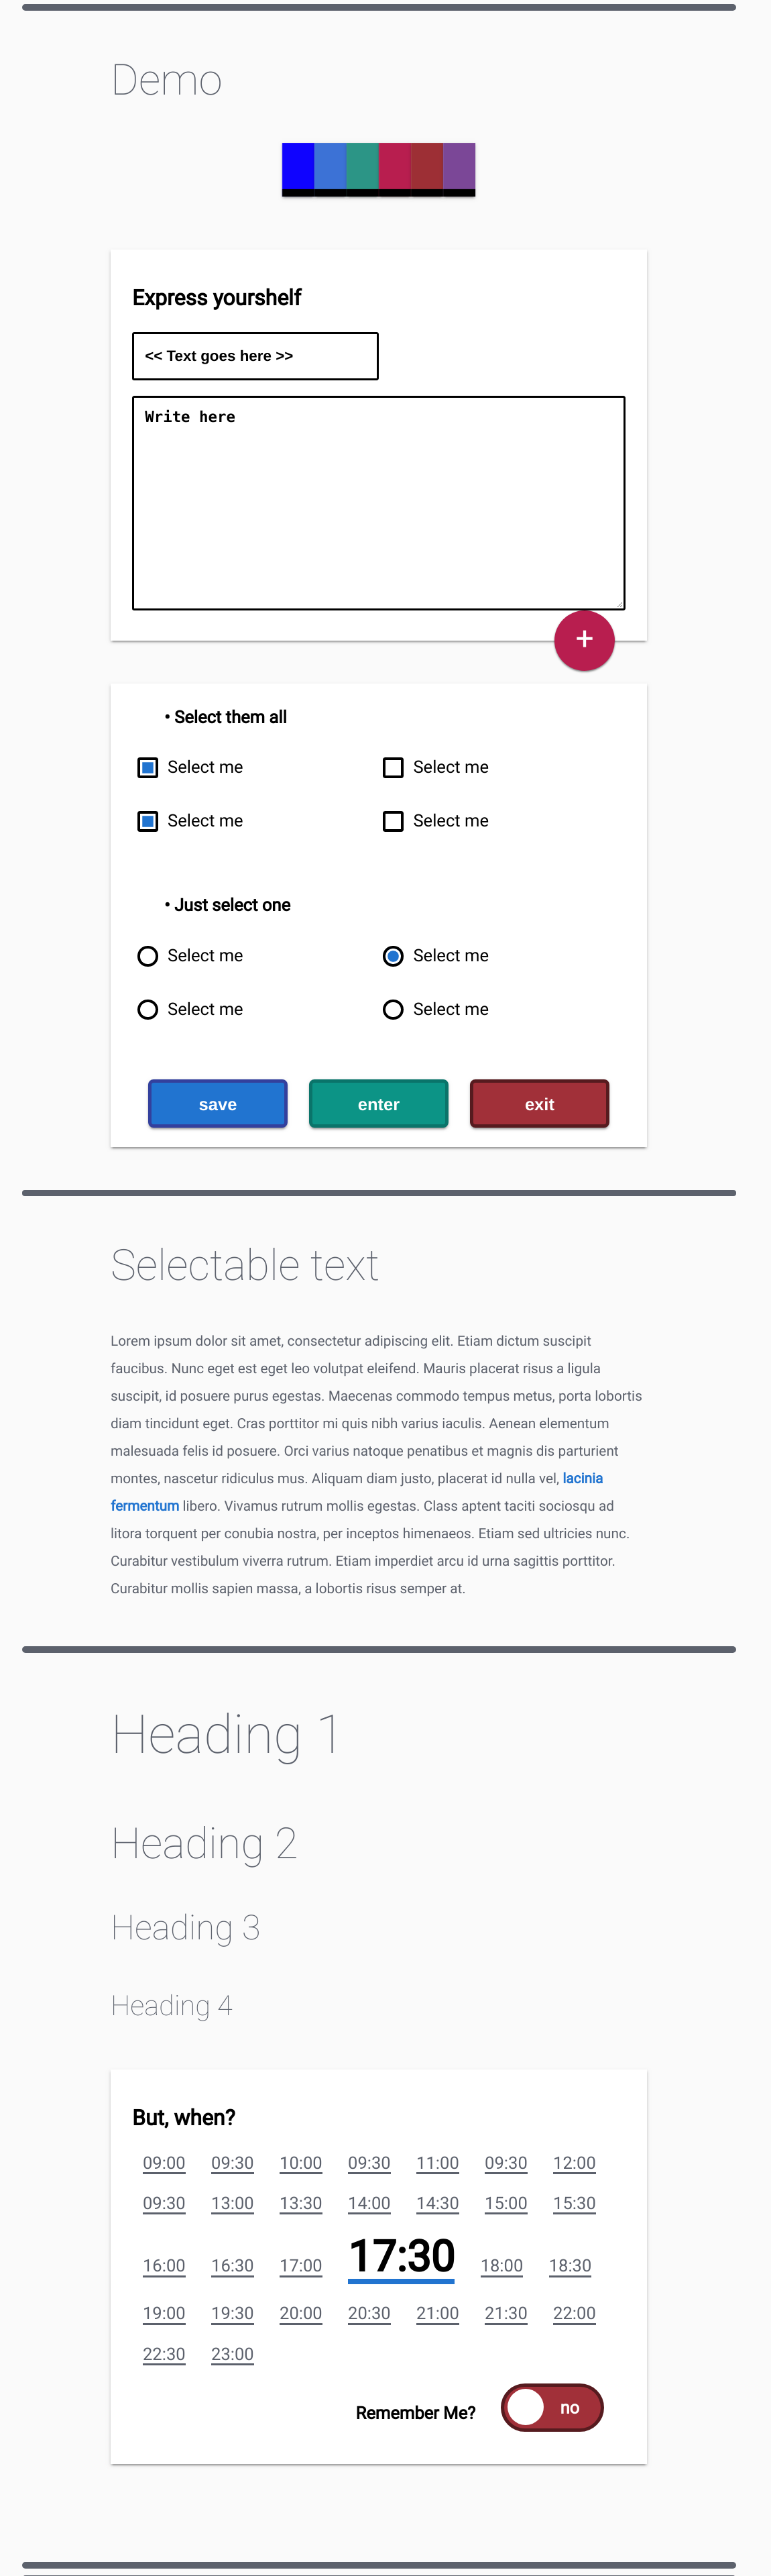 Demo
Express yourshelf
<< Text goes here >>
Write here
+
• Select them all
Select me Select me
Select me Select me
• Just select one
Select me Select me
Select me Select me
save enter exit
Selectable text
Lorem ipsum dolor sit amet, consectetur adipiscing elit. Etiam dictum suscipit
faucibus. Nunc eget est eget leo volutpat eleifend. Mauris placerat risus a ligula
suscipit, id posuere purus egestas. Maecenas commodo tempus metus, porta lobortis
diam tincidunt eget. Cras porttitor mi quis nibh varius iaculis. Aenean elementum
malesuada felis id posuere. Orci varius natoque penatibus et magnis dis parturient
montes, nascetur ridiculus mus. Aliquam diam justo, placerat id nulla vel, lacinia
fermentum libero. Vivamus rutrum mollis egestas. Class aptent taciti sociosqu ad
litora torquent per conubia nostra, per inceptos himenaeos. Etiam sed ultricies nunc.
Curabitur vestibulum viverra rutrum. Etiam imperdiet arcu id urna sagittis porttitor.
Curabitur mollis sapien massa, a lobortis risus semper at.
Heading 1
Heading 2
Heading 3
Heading 4
But, when?
09:00 09:30 10:00 09:30 11:00 09:30 12:00
09:30 13:00 13:30 14:00 14:30 15:00 15:30
16:00 16:30 17:00 17:30 18:00 18:30
19:00 19:30 20:00 20:30 21:00 21:30 22:00
22:30 23:00
Remember Me? no